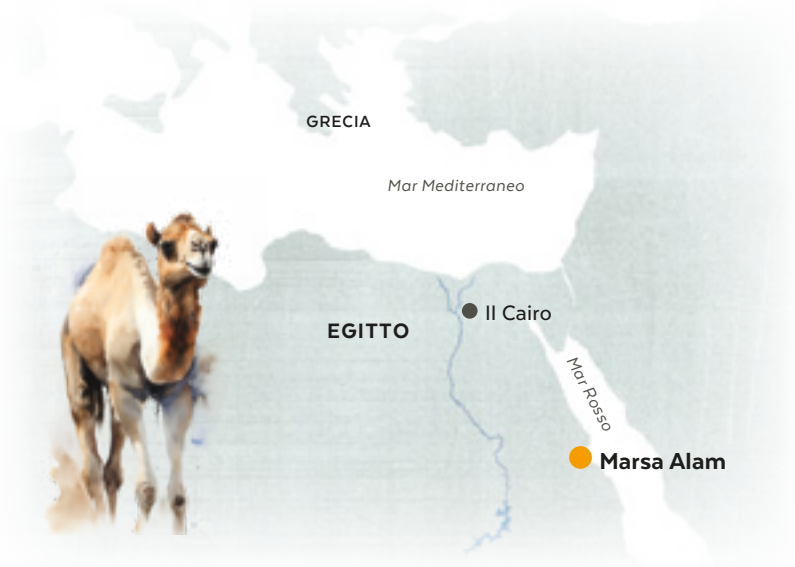 GRECIA
Mar Mediterraneo
Il Cairo
EGITTO
Mar Rosso
Marsa Alam